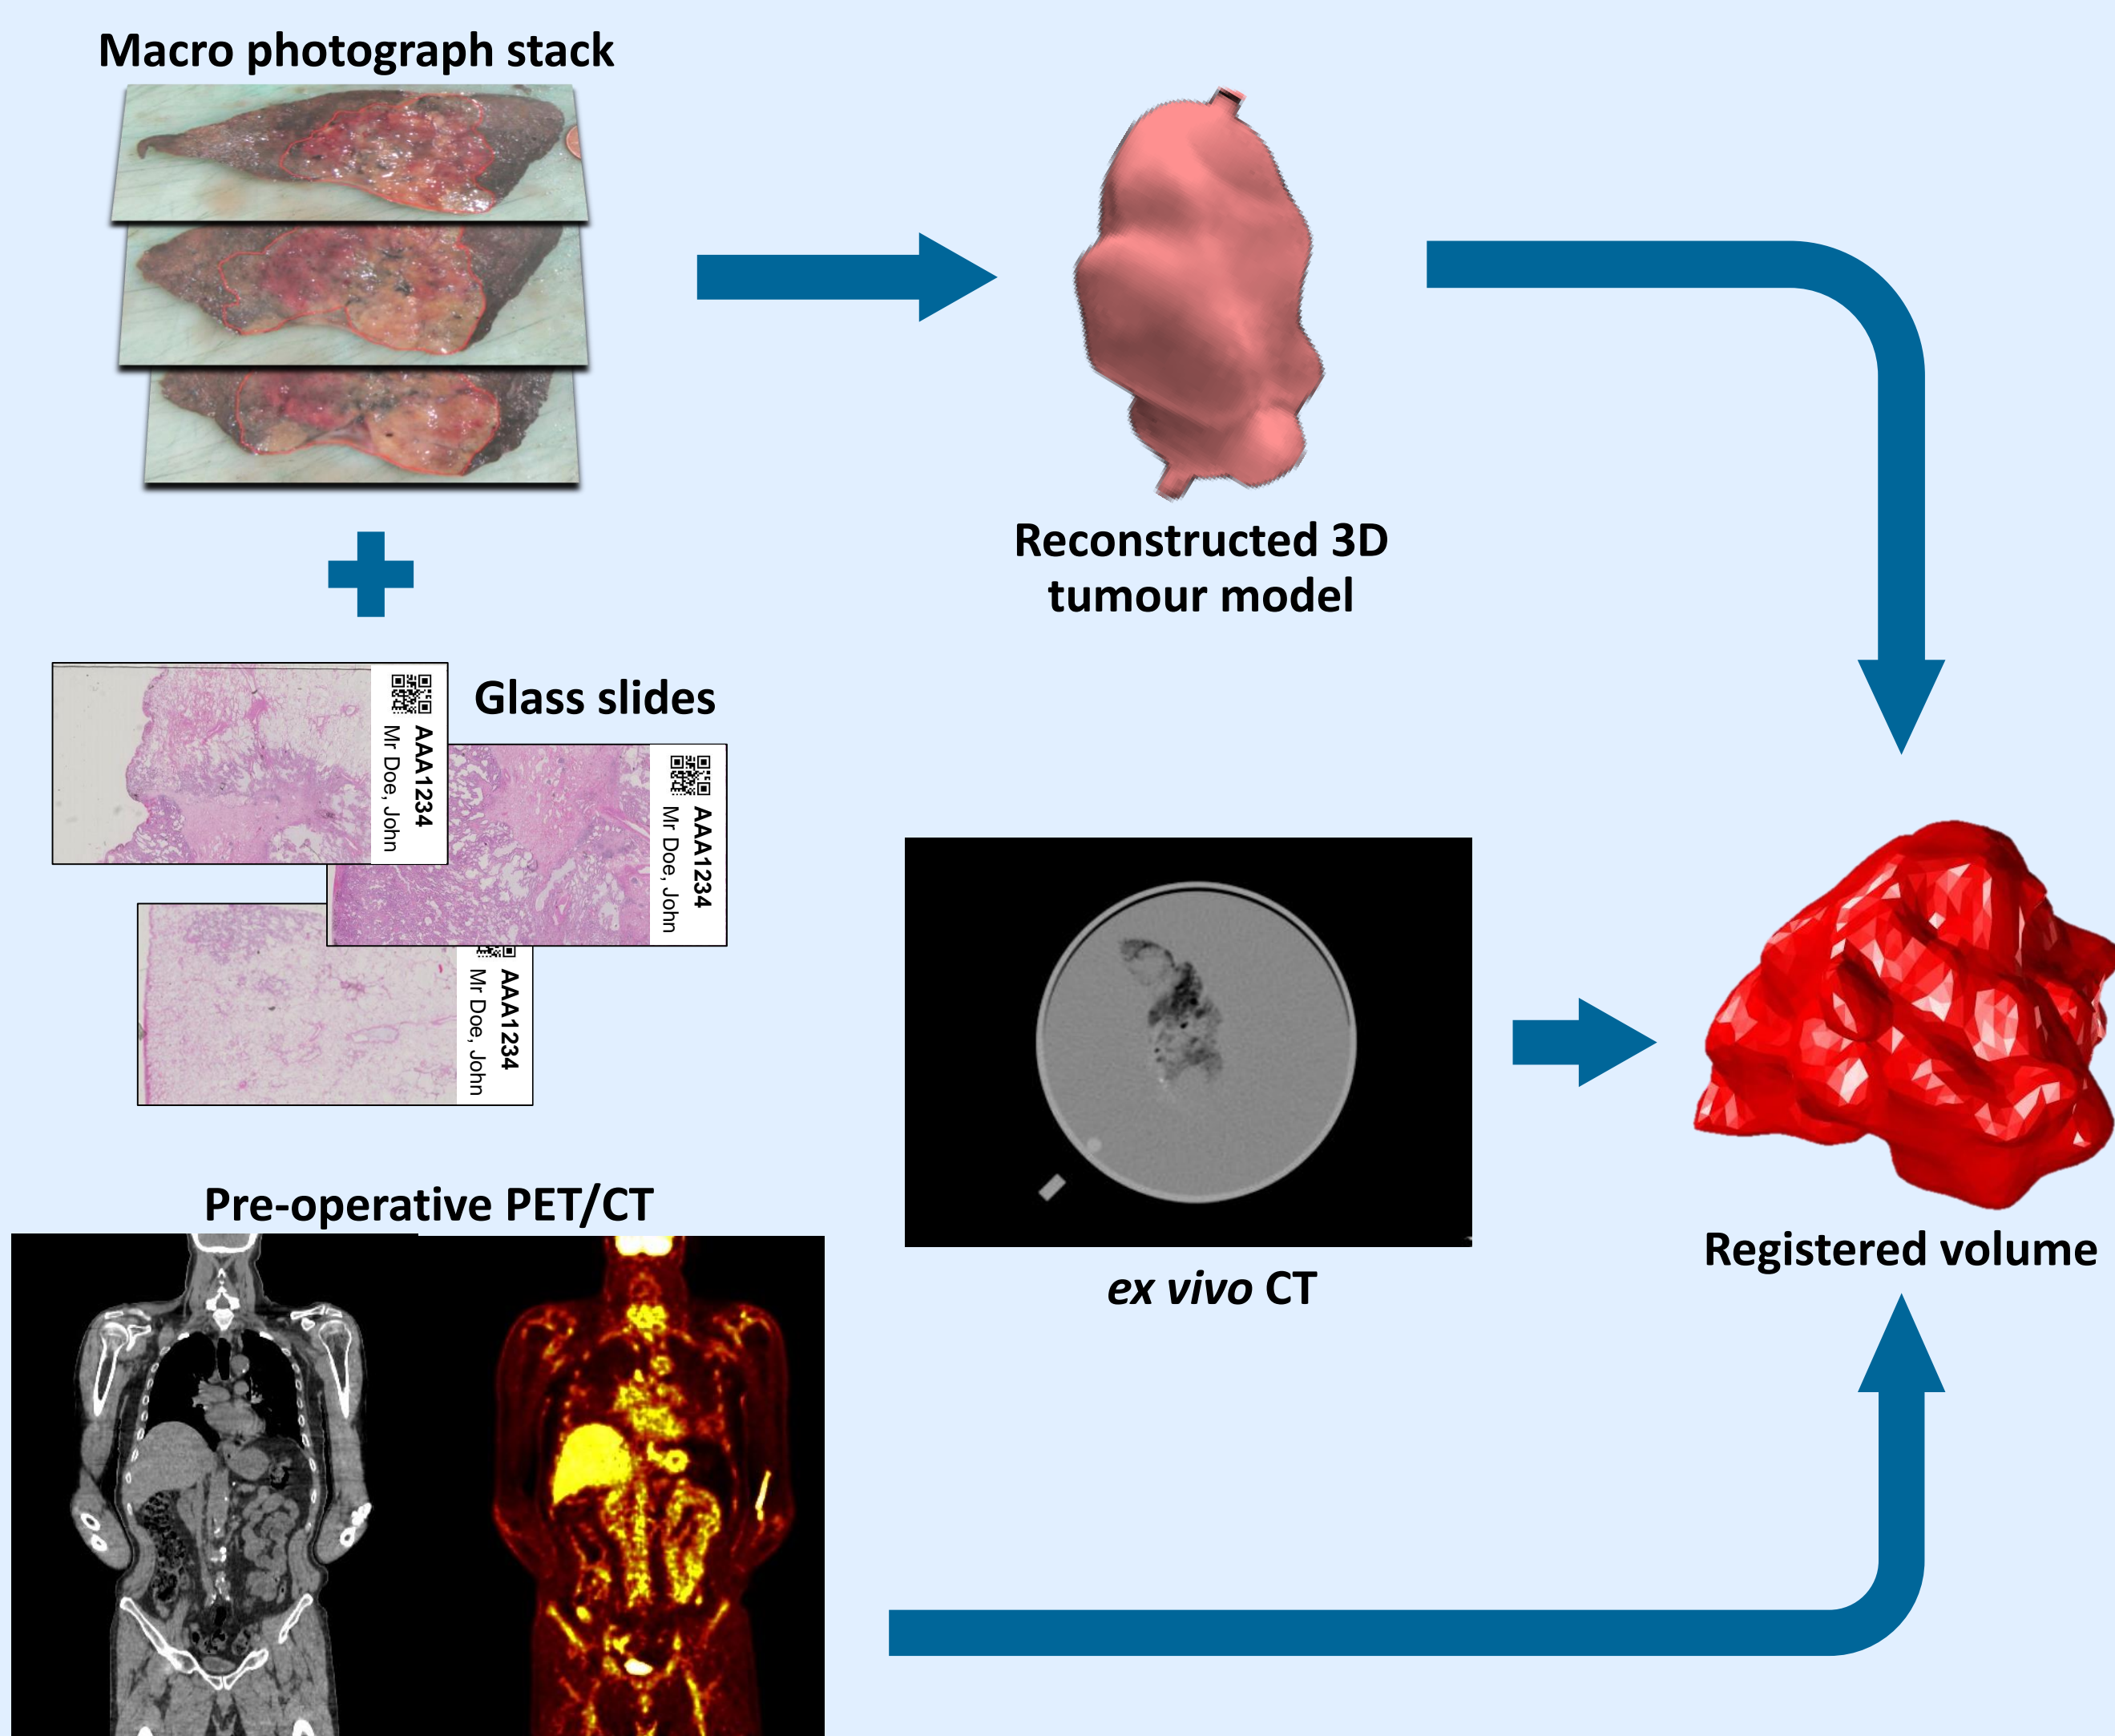 Macro photograph stack
Reconstructed 3D
tumour model
Glass slides
AAA1234
Mr Doe, John
AAA1234
Mr Doe, John
AAA1234
Mr Doe, John
Pre-operative PET/CT
ex vivo CT
Registered volume